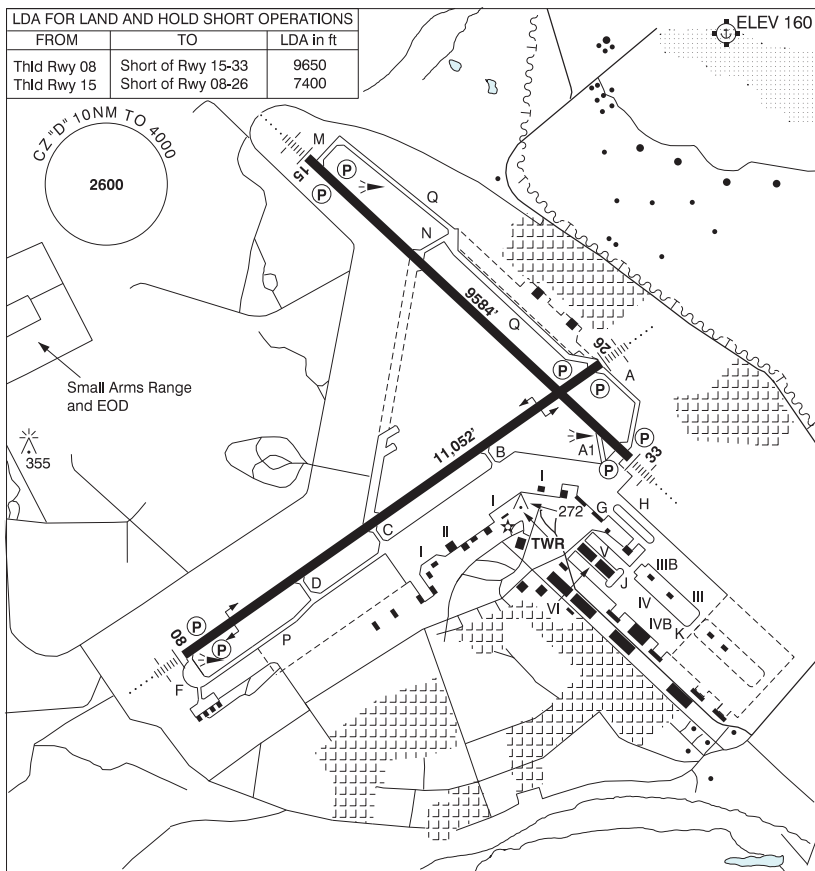 LDA FOR LAND AND HOLD SHORT OPERATIONS
FROM TO LDA in ft
Thld Rwy 08 Short of Rwy 15-33 9650
Thld Rwy 15 Short of Rwy 08-26 7400
ELEV 160
CZ "D" 10NM TO 4000
2600
M
15
P
P
Q
N
9584'
Q
26
P
P
A
Small Arms Range
and EOD
355
11,052'
B
A1
P
P
33
I
I
272'
G
H
C
II
I
TWR
V
IIIB
J
III
D
IV
VI
IVB
K
P
08
P
P
F
T
T
T
T
T
T
T